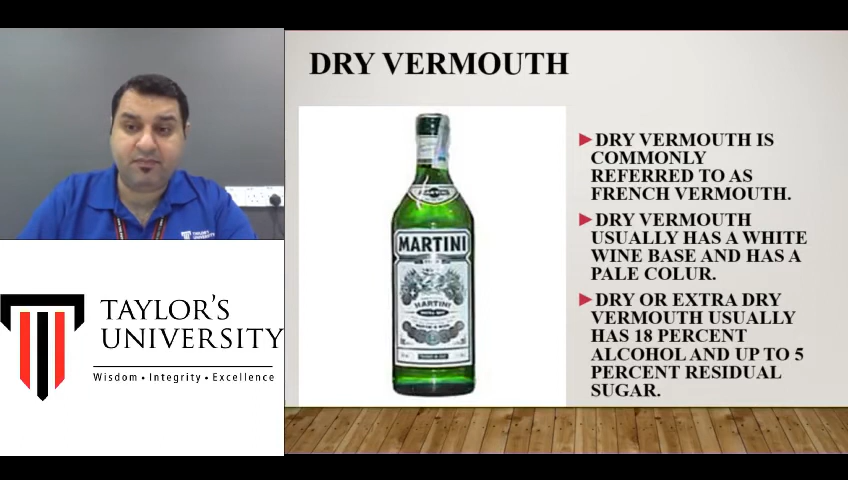 DRY VERMOUTH
TAYLOR'S
UNIVERSITY
MARTINI
MARTINI
►DRY VERMOUTH IS
COMMONLY
REFERRED TO AS
FRENCH VERMOUTH.
►DRY VERMOUTH
USUALLY HAS A WHITE
WINE BASE AND HAS A
PALE COLUR.
►DRY OR EXTRA DRY
VERMOUTH USUALLY
HAS 18 PERCENT
ALCOHOL AND UP TO 5
PERCENT RESIDUAL
SUGAR.
TAYLOR'S
UNIVERSITY
Wisdom • Integrity • Excellence